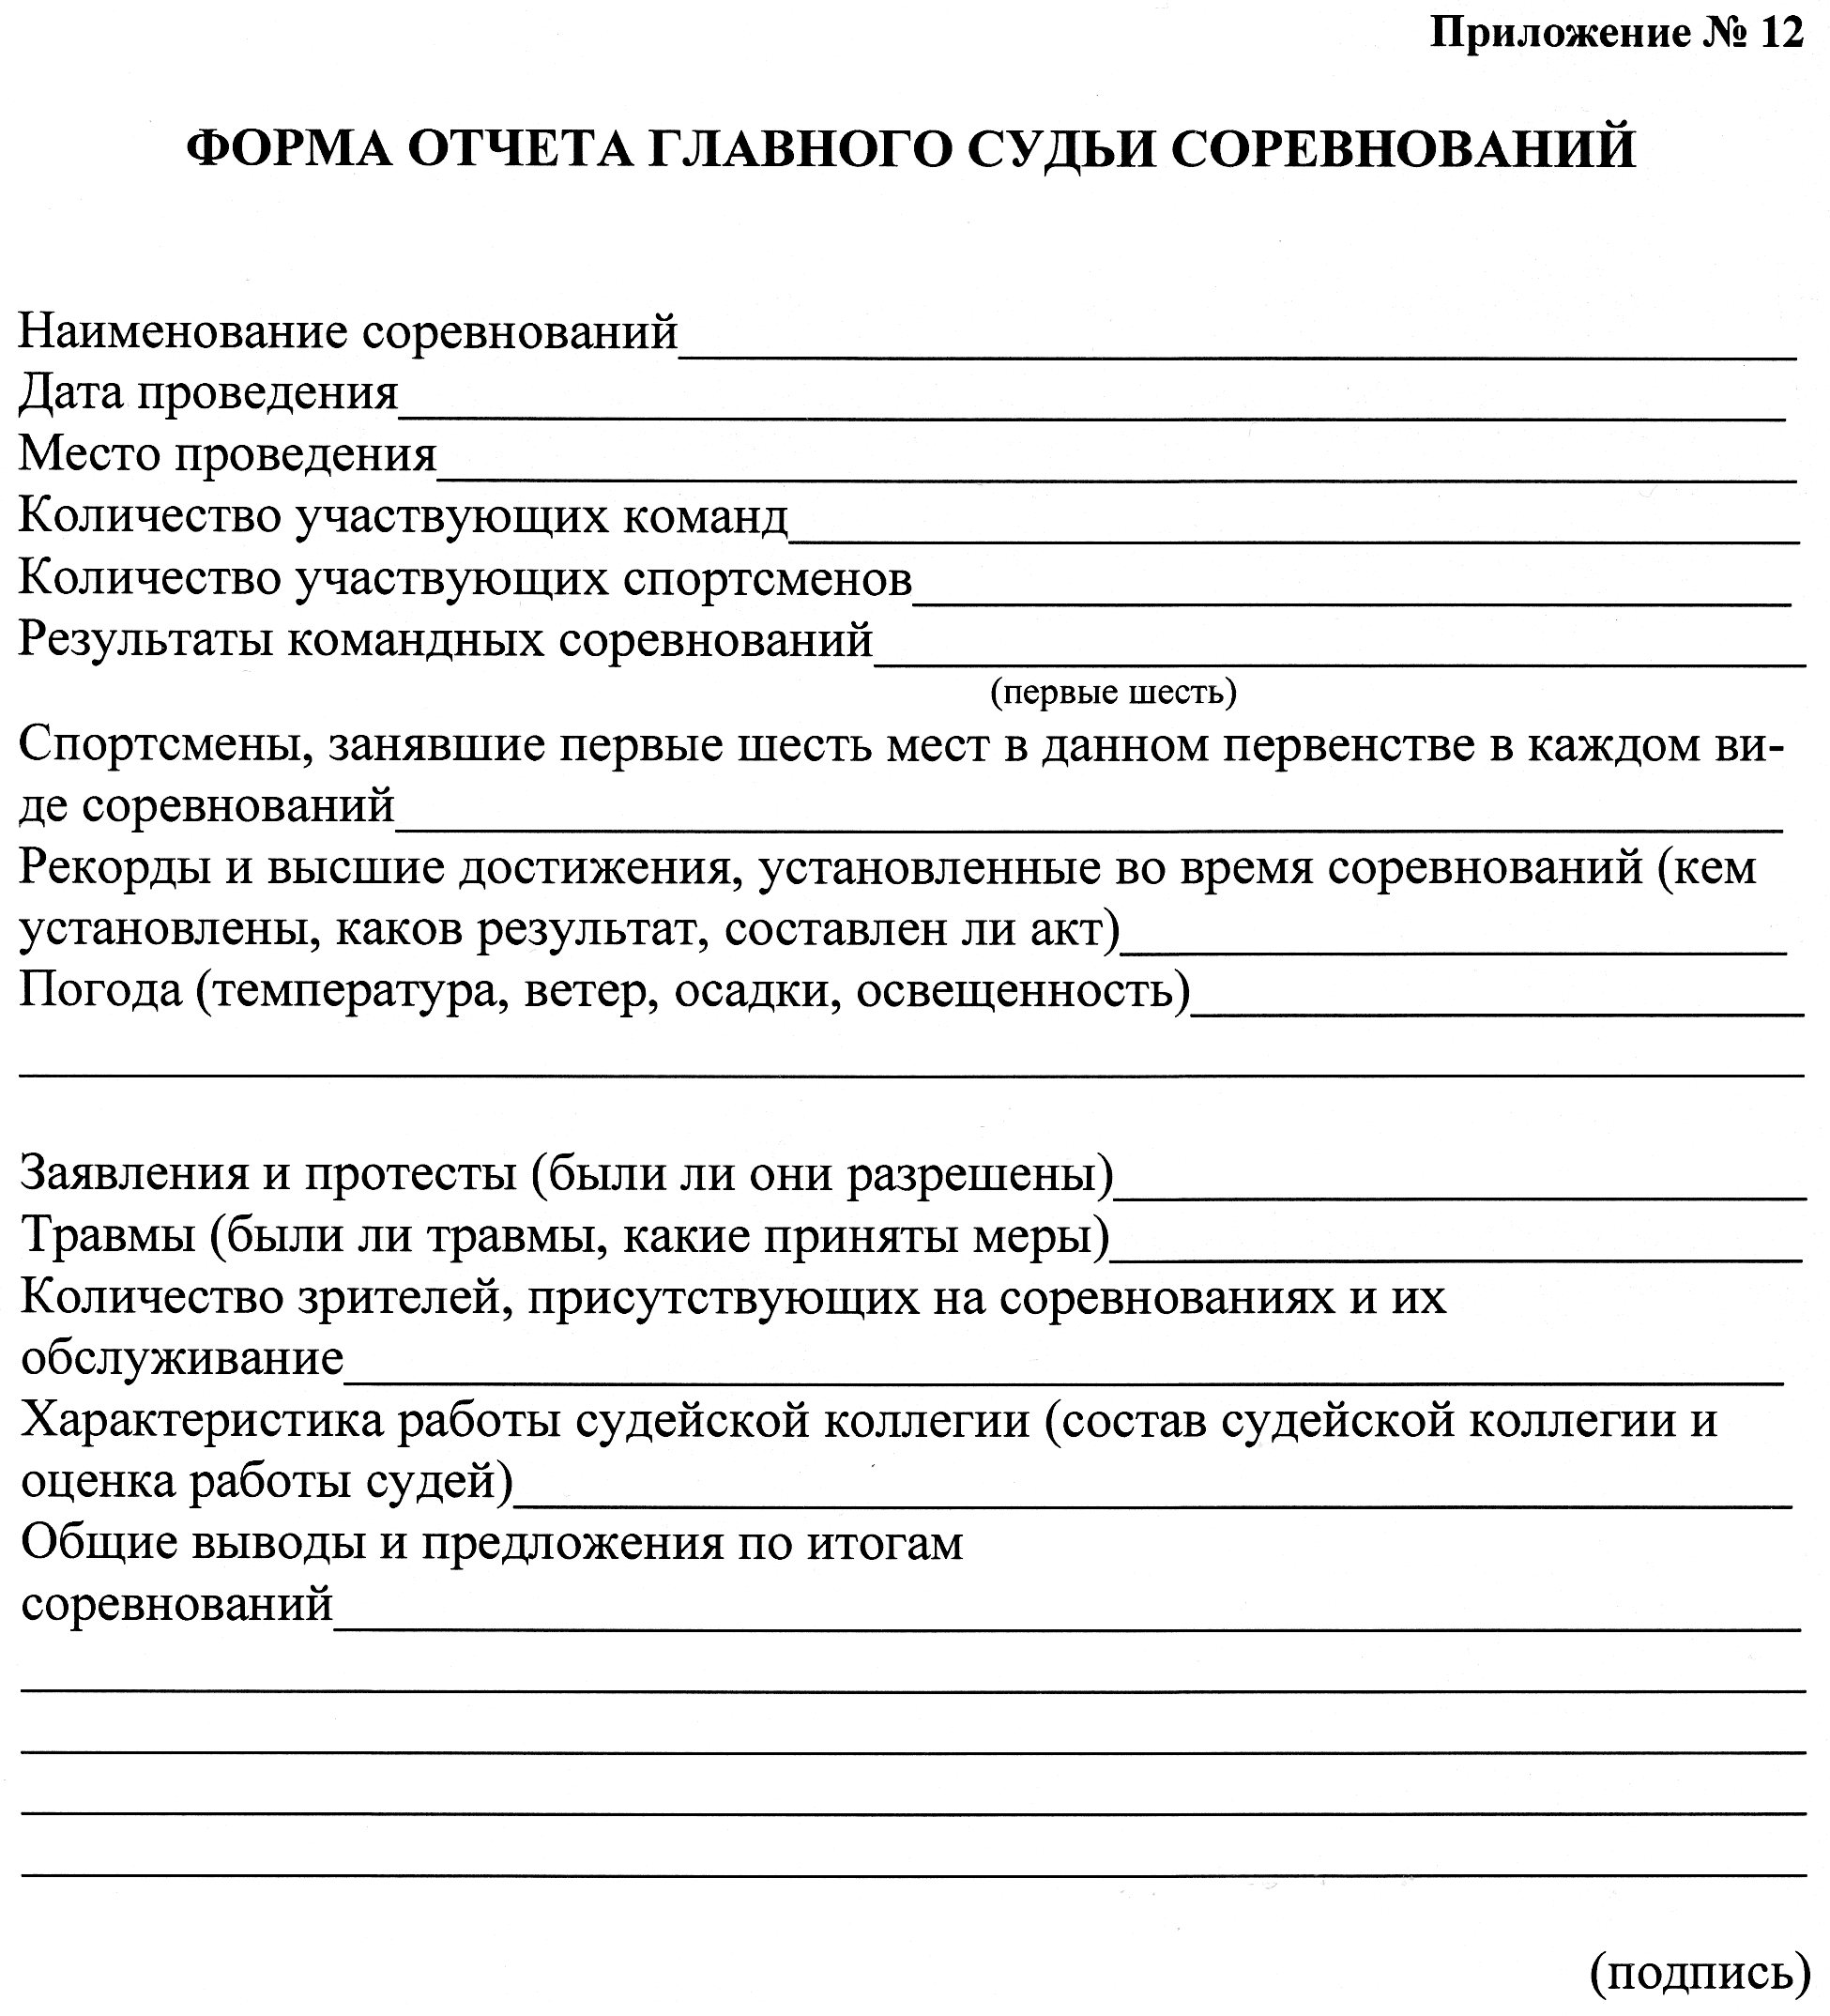 Приложение № 12
ФОРМА ОТЧЕТА ГЛАВНОГО СУДЬИ СОРЕВНОВАНИЙ
Наименование соревнований
Дата проведения
Место проведения
Количество участвующих команд
Количество участвующих спортсменов
Результаты командных соревнований
(первые шесть)
Спортсмены, занявшие первые шесть мест в данном первенстве в каждом ви-
де соревнований
Рекорды и высшие достижения, установленные во время соревнований (кем
установлены, каков результат, составлен ли акт)
Погода (температура, ветер, осадки, освещенность)
Заявления и протесты (были ли они разрешены)
Травмы (были ли травмы, какие приняты меры)
Количество зрителей, присутствующих на соревнованиях и их
обслуживание
Характеристика работы судейской коллегии (состав судейской коллегии и
оценка работы судей)
Общие выводы и предложения по итогам
соревнований
(подпись)